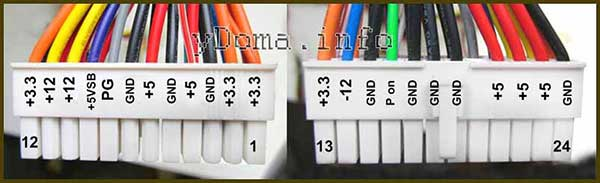 yDoma.info
+3.3 +12 +12 +5VSB PG GND +5 GND +5 GND +3.3 +3.3
12 1
+3.3 -12 GND P on GND GND GND +5 +5 +5 GND
13 24